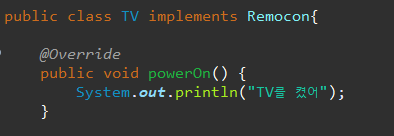 public class TV implements Remocon{
@Override
public void powerOn() {
System.out.println("TV를 켰어");
}